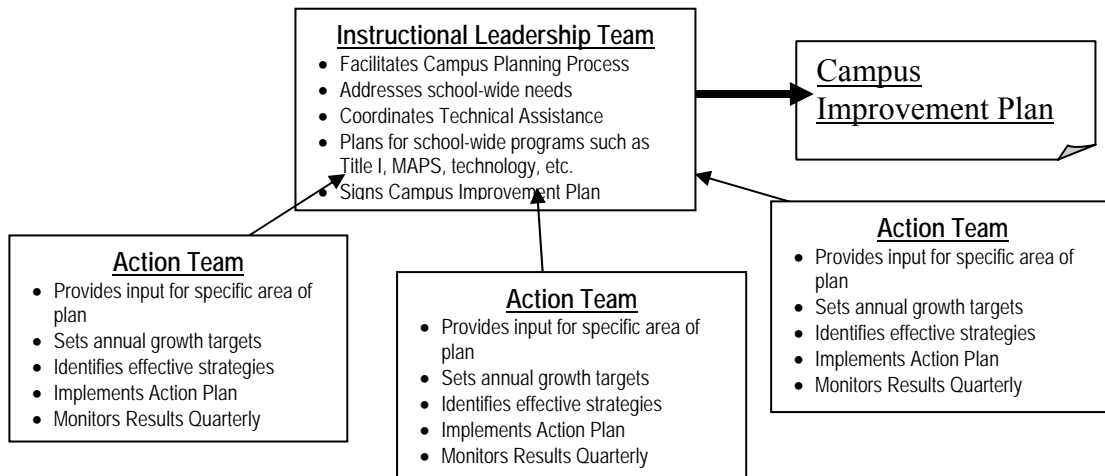 Instructional Leadership Team
• Facilitates Campus Planning Process
• Addresses school-wide needs
• Coordinates Technical Assistance
• Plans for school-wide programs such as
Title I, MAPS, technology, etc.
• Signs Campus Improvement Plan
Campus
Improvement Plan
Action Team
• Provides input for specific area of
plan
• Sets annual growth targets
• Identifies effective strategies
• Implements Action Plan
• Monitors Results Quarterly
Action Team
• Provides input for specific area of
plan
• Sets annual growth targets
• Identifies effective strategies
• Implements Action Plan
• Monitors Results Quarterly
Action Team
• Provides input for specific area of
plan
• Sets annual growth targets
• Identifies effective strategies
• Implements Action Plan
• Monitors Results Quarterly